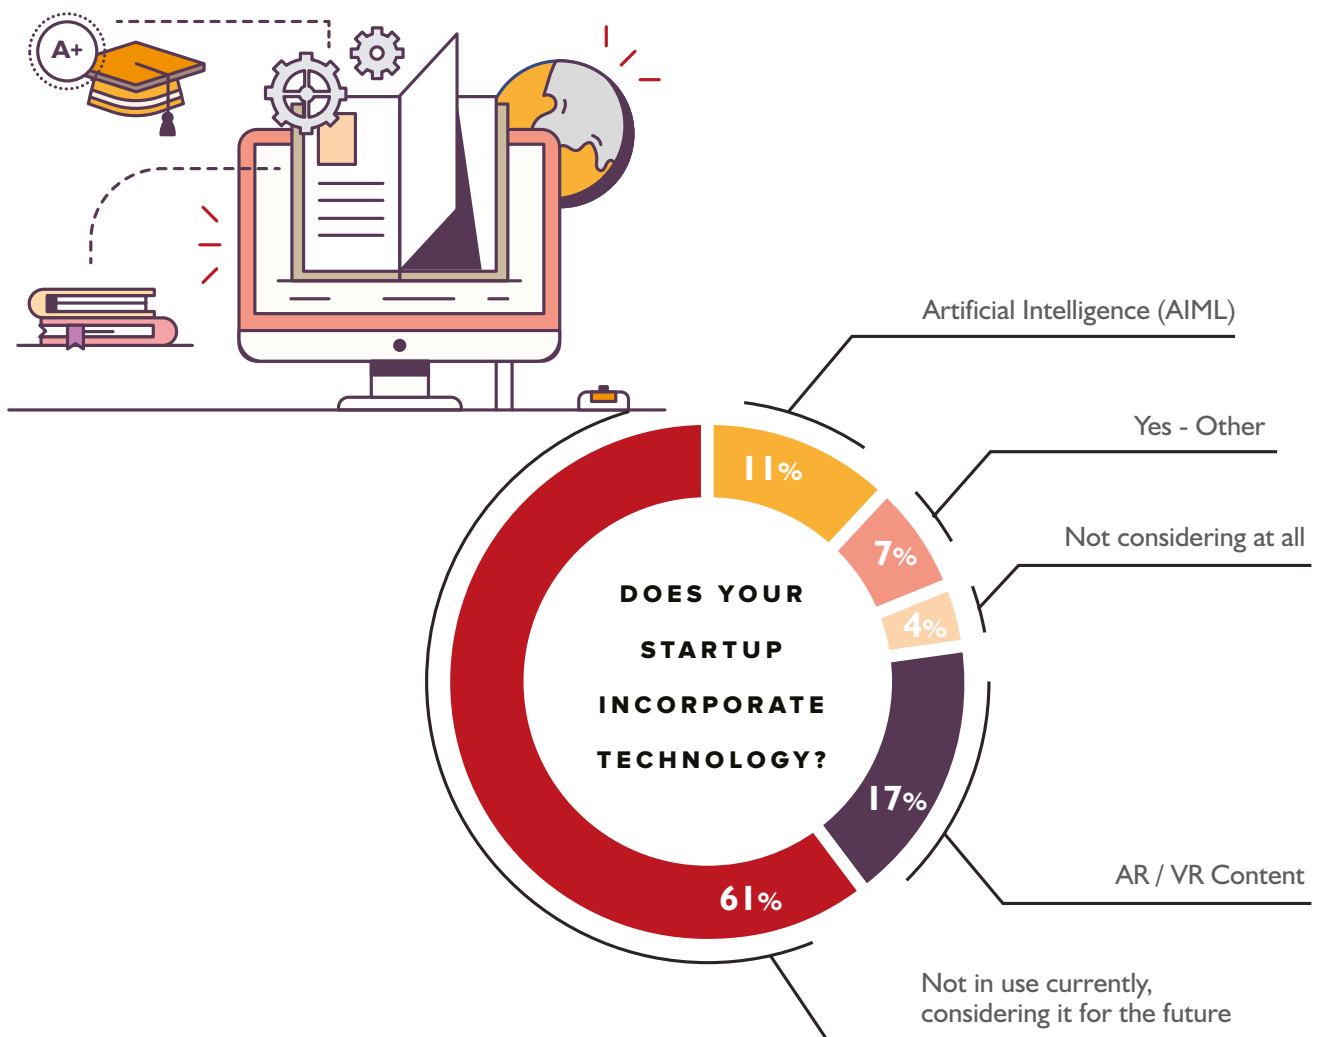 A+
Artificial Intelligence (AIML)
Yes - Other
Not considering at all
11%
7%
4%
17%
61%
DOES YOUR
STARTUP
INCORPORATE
TECHNOLOGY?
AR / VR Content
Not in use currently,
considering it for the future